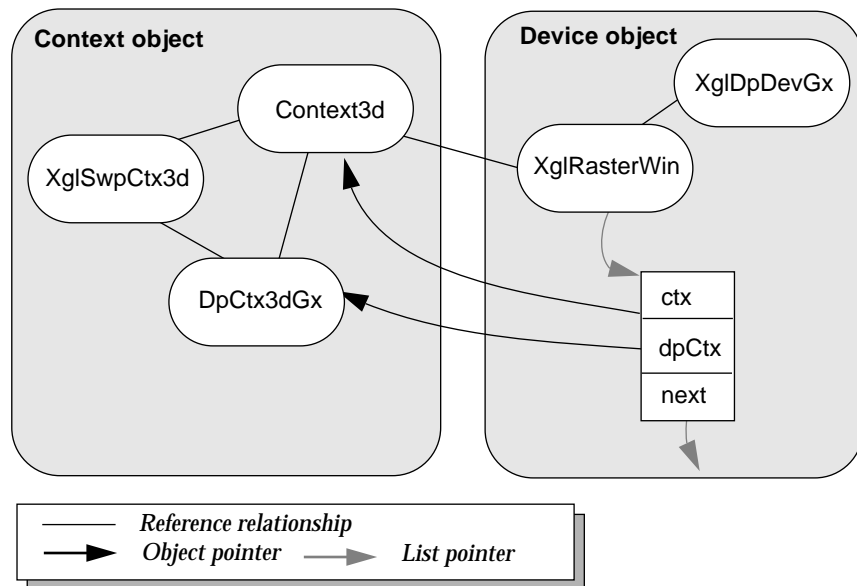 Context object
Context3d
XglSwpCtx3d
DpCtx3dGx
Device object
XglDpDevGx
XglRasterWin
ctx
dpCtx
next
Reference relationship
Object pointer
List pointer